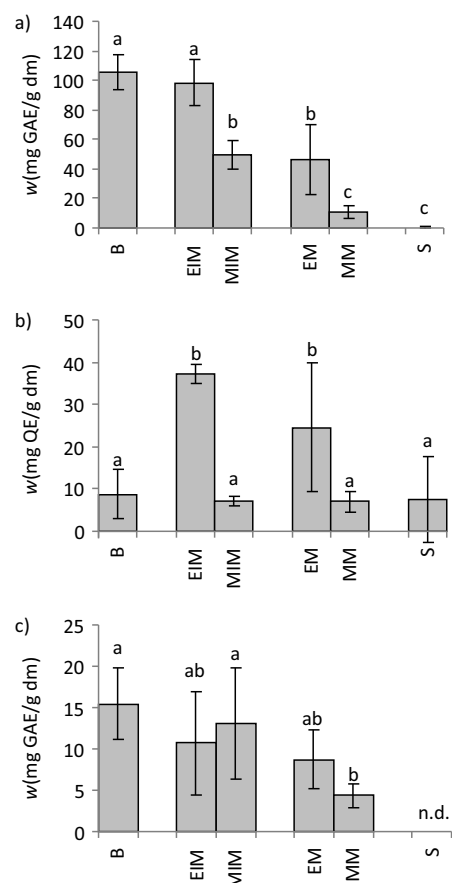 a)
w(mg GAE/g dm)
140
120
100
80
60
40
20
0
a
a
b
b
c
c
B
EIM
MIM
EM
MM
S
b)
w(mg QE/g dm)
50
40
30
20
10
0
a
b
a
b
a
a
B
EIM
MIM
EM
MM
S
c)
w(mg GAE/g dm)
25
20
15
10
5
0
a
ab
a
ab
b
n.d.
B
EIM
MIM
EM
MM
S